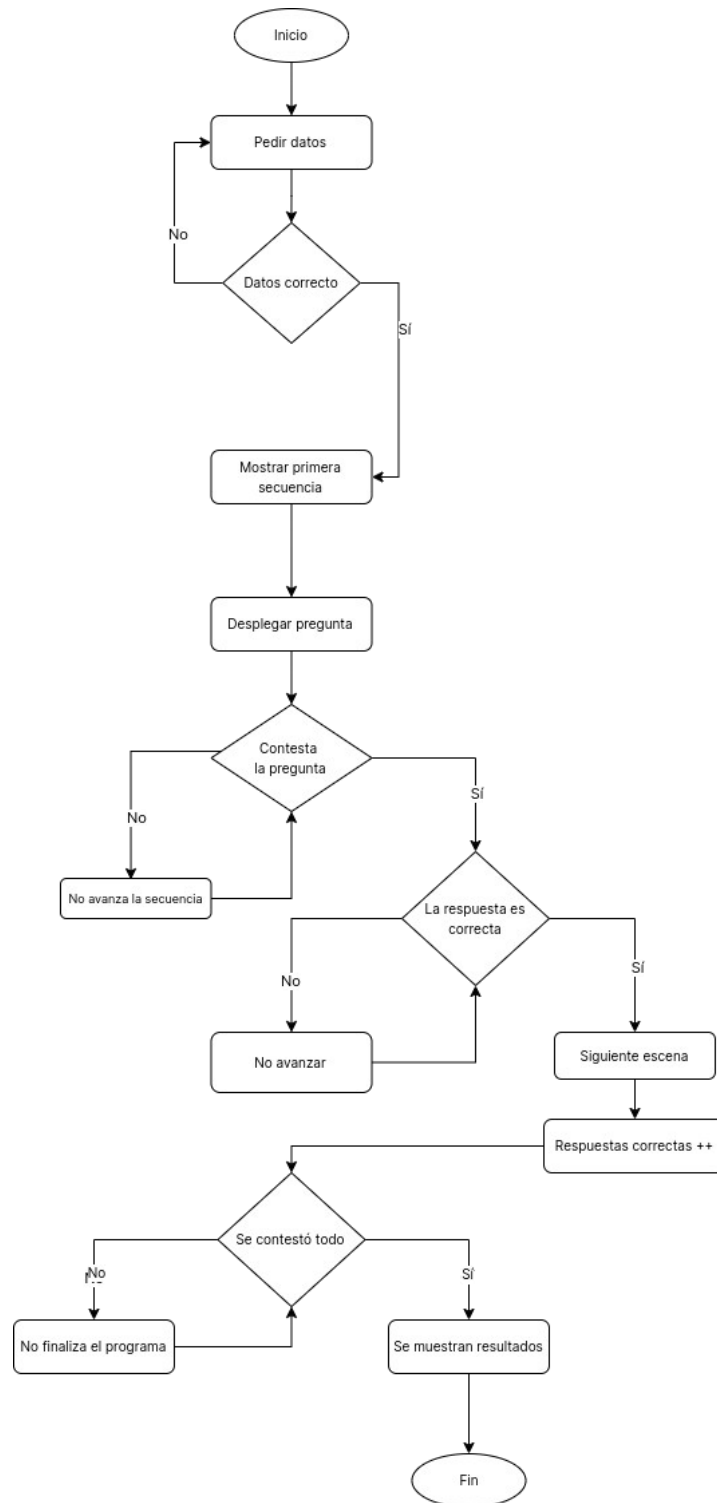 Inicio
Pedir datos
No
Datos correcto
Sí
Mostrar primera
secuencia
Desplegar pregunta
Contesta
la pregunta
No
Sí
No avanza la secuencia
La respuesta es
correcta
No
Sí
No avanzar
Siguiente escena
Respuestas correctas ++
Se contestó todo
No
Sí
No finaliza el programa
Se muestran resultados
Fin